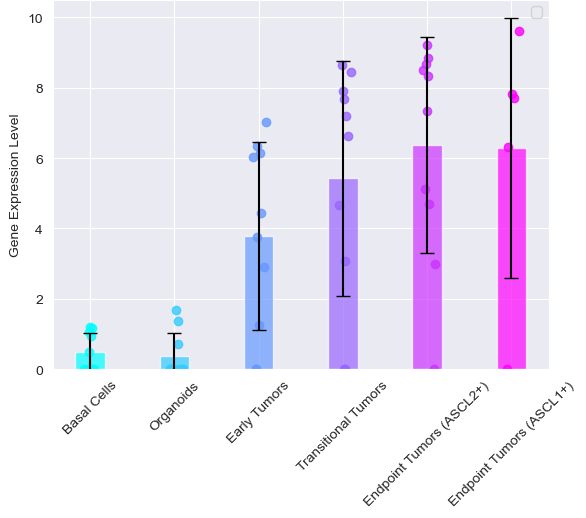 10
8
6
4
2
0
Gene Expression Level
Basal Cells
Organoids
Early Tumors
Transitional Tumors
Endpoint Tumors (ASCL2+)
Endpoint Tumors (ASCL1+)